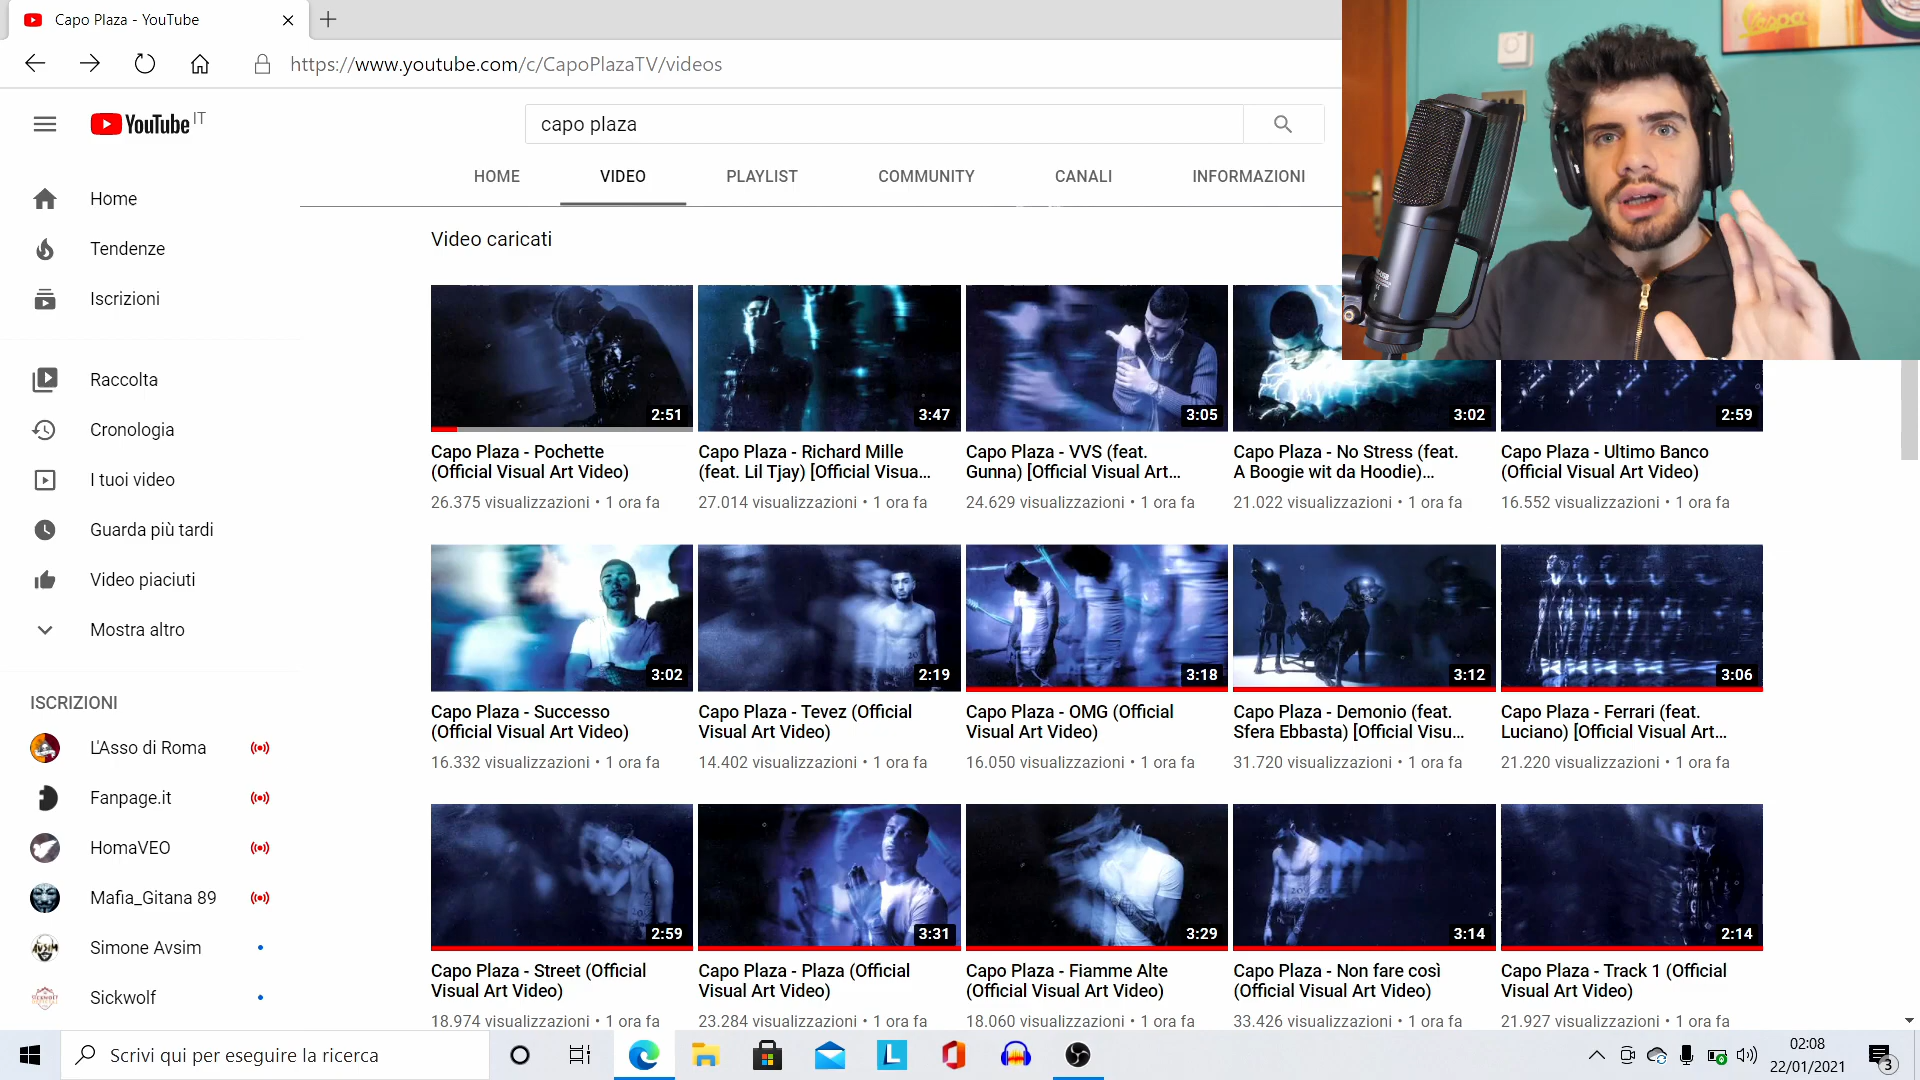 Capo Plaza - YouTube
https://www.youtube.com/c/CapoPlazaTV/videos
YouTube IT
capo plaza
HOME VIDEO PLAYLIST COMMUNITY CANALI INFORMAZIONI
Vespa
Home
Tendenze
Iscrizioni
Raccolta
Cronologia
I tuoi video
Guarda più tardi
Video piaciuti
Mostra altro
ISCRIZIONI
L'Asso di Roma
Fanpage.it
HomaVEO
Mafia_Gitana 89
Simone Avsim
Sickwolf
Video caricati
2:51
Capo Plaza - Pochette
(Official Visual Art Video)
26.375 visualizzazioni • 1 ora fa
3:47
Capo Plaza - Richard Mille
(feat. Lil Tjay) [Official Visua...
27.014 visualizzazioni • 1 ora fa
3:05
Capo Plaza - VVS (feat.
Gunna) [Official Visual Art...
24.629 visualizzazioni • 1 ora fa
3:02
Capo Plaza - No Stress (feat.
A Boogie wit da Hoodie)...
21.022 visualizzazioni • 1 ora fa
2:59
Capo Plaza - Ultimo Banco
(Official Visual Art Video)
16.552 visualizzazioni • 1 ora fa
3:02
Capo Plaza - Successo
(Official Visual Art Video)
16.332 visualizzazioni • 1 ora fa
2:19
Capo Plaza - Tevez (Official
Visual Art Video)
14.402 visualizzazioni • 1 ora fa
3:18
Capo Plaza - OMG (Official
Visual Art Video)
16.050 visualizzazioni • 1 ora fa
3:12
Capo Plaza - Demonio (feat.
Sfera Ebbasta) [Official Visu...
31.720 visualizzazioni • 1 ora fa
3:06
Capo Plaza - Ferrari (feat.
Luciano) [Official Visual Art...
21.220 visualizzazioni • 1 ora fa
2:59
Capo Plaza - Street (Official
Visual Art Video)
18.974 visualizzazioni • 1 ora fa
3:31
Capo Plaza - Plaza (Official
Visual Art Video)
23.284 visualizzazioni • 1 ora fa
3:29
Capo Plaza - Fiamme Alte
(Official Visual Art Video)
18.060 visualizzazioni • 1 ora fa
3:14
Capo Plaza - Non fare così
(Official Visual Art Video)
33.426 visualizzazioni • 1 ora fa
2:14
Capo Plaza - Track 1 (Official
Visual Art Video)
21.927 visualizzazioni • 1 ora fa
Scrivi qui per eseguire la ricerca
L
02:08
22/01/2021
3